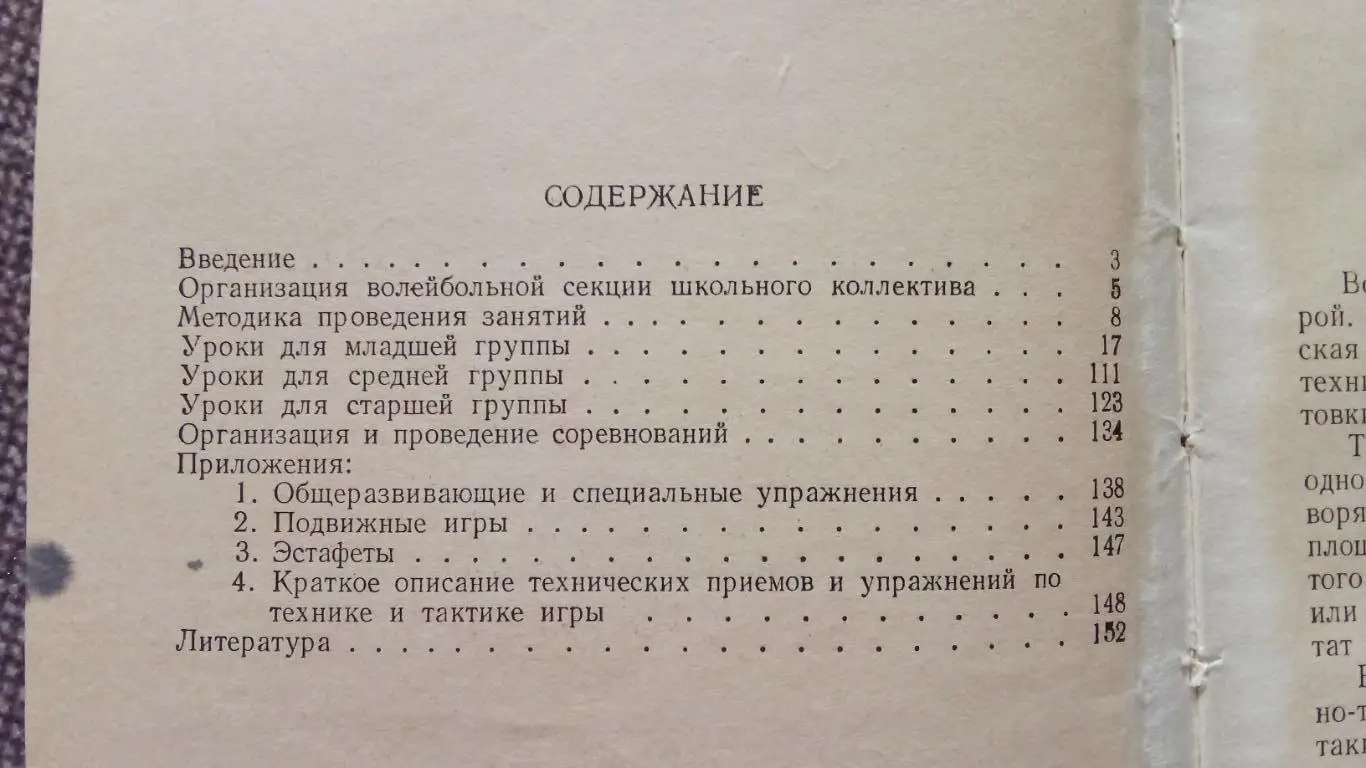 СОДЕРЖАНИЕ
Введение . . . . . . . . . . . . . . . . . . . . . . . 3
Организация волейбольной секции школьного коллектива . . . 5
Методика проведения занятий . . . . . . . . . . . . . . 8
Уроки для младшей группы . . . . . . . . . . . . . . 17
Уроки для средней группы . . . . . . . . . . . . . . 111
Уроки для старшей группы . . . . . . . . . . . . . . 123
Организация и проведение соревнований . . . . . . . . . 134
Приложения:
1. Общеразвивающие и специальные упражнения . . . . . 138
2. Подвижные игры . . . . . . . . . . . . . . . . 143
3. Эстафеты . . . . . . . . . . . . . . . . . . . 147
4. Краткое описание технических приемов и упражнений по
технике и тактике игры . . . . . . . . . . . . . 148
Литература . . . . . . . . . . . . . . . . . . . . 152
рой.
ская
одно
воря
того
или
тат